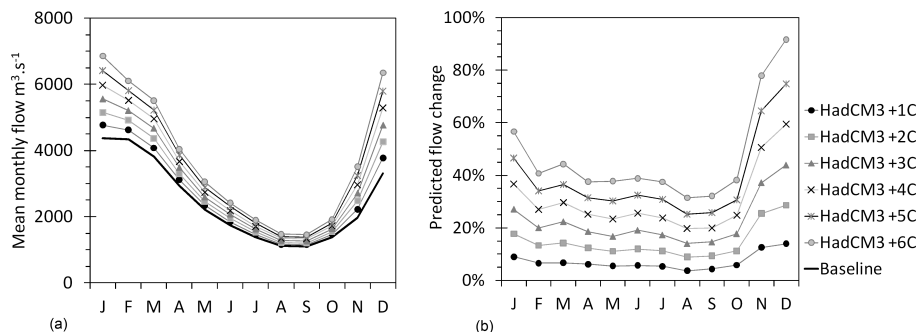 Mean monthly flow m³.s⁻¹
8000
6000
4000
2000
0
J F M A M J J A S O N D
(a)
Predicted flow change
100%
80%
60%
40%
20%
0%
J F M A M J J A S O N D
(b)
HadCM3 +1C
HadCM3 +2C
HadCM3 +3C
HadCM3 +4C
HadCM3 +5C
HadCM3 +6C
Baseline